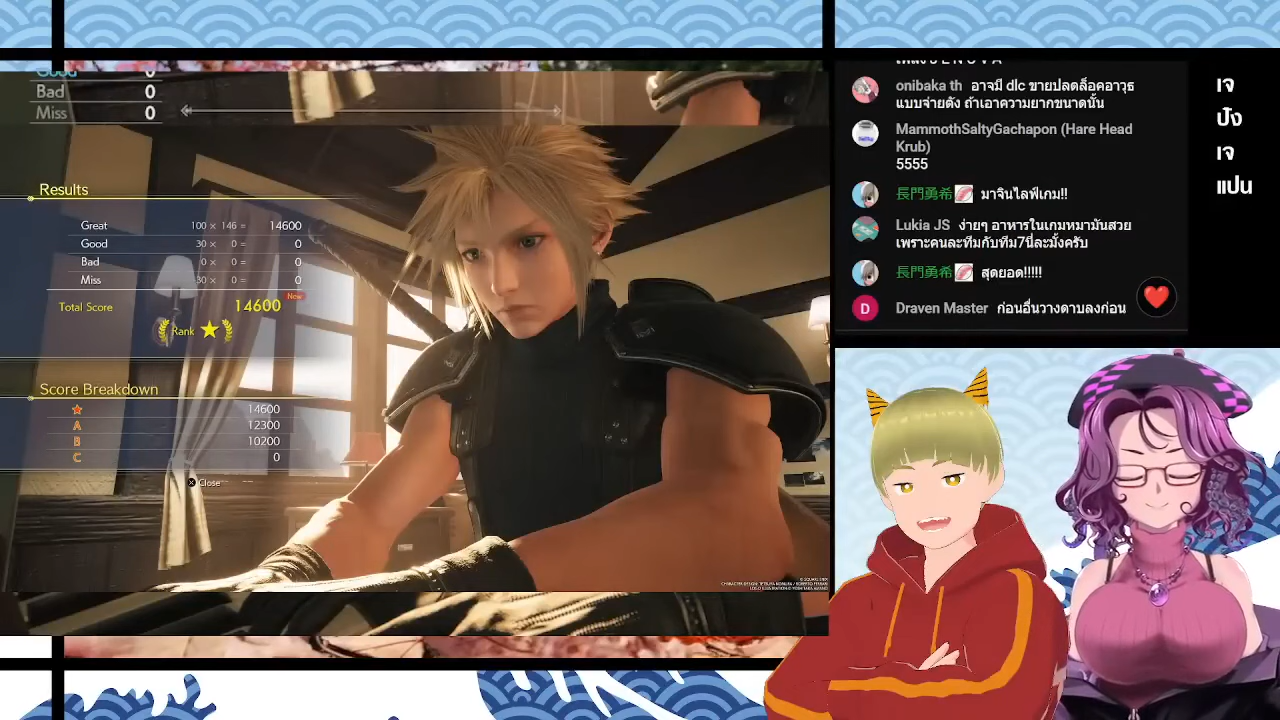 Good 0
Bad 0
Miss 0
Results
Great 100 × 146 = 14600
Good 30 × 0 = 0
Bad 0 × 0 = 0
Miss 30 × 0 = 0
New
Total Score 14600
Rank
Score Breakdown
14600
A 12300
B 10200
C 0
Close
onibaka th อาจมี dlc ขายปลดล็อคอาวุธ
แบบจ่ายตัง ถ้าเอาความยากขนาดนั้น
MammothSaltyGachapon (Hare Head
Krub)
5555
長門勇希 มาจินไลฟ์เกม!!
Lukia JS ง่ายๆ อาหารในเกมหมามันสวย
เพราะคนละทีมกับทีม7นี่ละมั้งครับ
長門勇希 สุดยอด!!!!!
D Draven Master ก่อนอื่นวางดาบลงก่อน
เจ
ปัง
เจ
แปน
© SQUARE ENIX